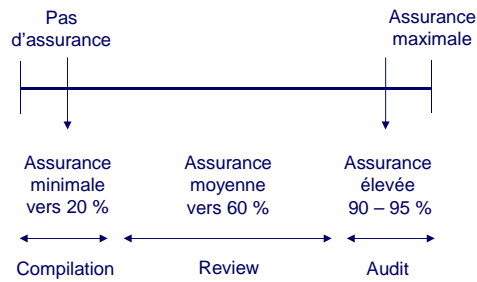 Pas
d'assurance
Assurance
maximale
Assurance
minimale
vers 20 %
Assurance
moyenne
vers 60 %
Assurance
élevée
90 – 95 %
Compilation
Review
Audit